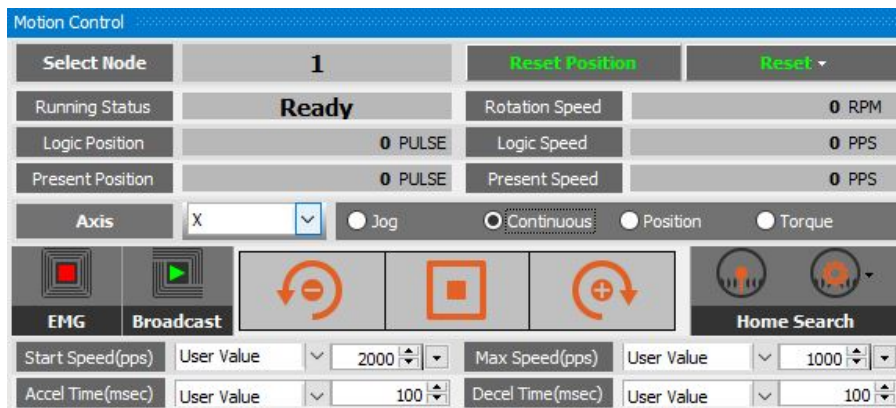 Motion Control
Select Node 1 Reset Position Reset
Running Status Ready Rotation Speed 0 RPM
Logic Position 0 PULSE Logic Speed 0 PPS
Present Position 0 PULSE Present Speed 0 PPS
Axis X Jog Continuous Position Torque
EMG Broadcast Home Search
Start Speed(pps) User Value 2000 Max Speed(pps) User Value 1000
Accel Time(msec) User Value 100 Decel Time(msec) User Value 100